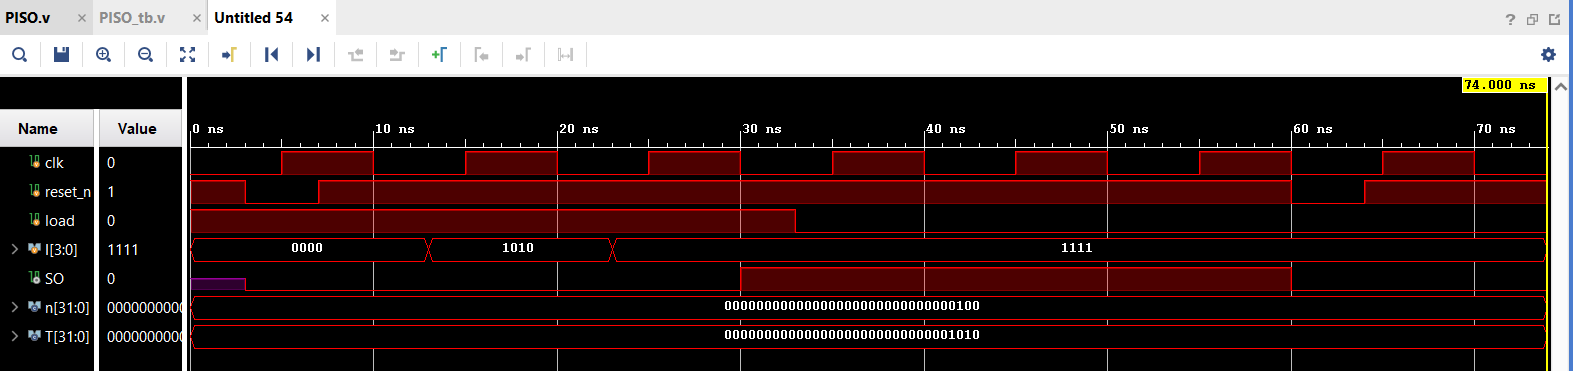 PISO.v × PISO_tb.v × Untitled 54 ×
74.000 ns
Name Value 0 ns 10 ns 20 ns 30 ns 40 ns 50 ns 60 ns 70 ns
clk 0
reset_n 1
load 0
I[3:0] 1111 0000 1010 1111
SO 0
n[31:0] 0000000000 00000000000000000000000000000100
T[31:0] 0000000000 00000000000000000000000000001010